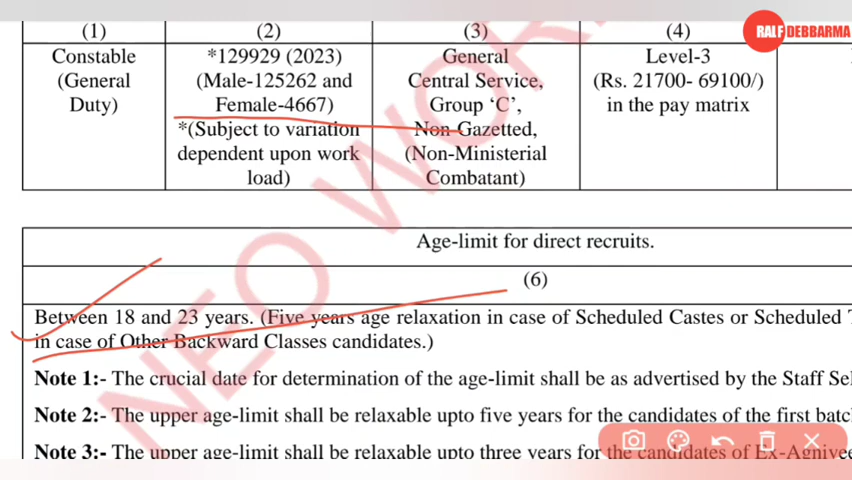 (1) (2) (3) (4)
RALF DEBBARMA
Constable
(General
Duty)
*129929 (2023)
(Male-125262 and
Female-4667)
*(Subject to variation
dependent upon work
load)
General
Central Service,
Group ‘C’,
Non-Gazetted,
(Non-Ministerial
Combatant)
Level-3
(Rs. 21700- 69100/)
in the pay matrix
Age-limit for direct recruits.
(6)
Between 18 and 23 years. (Five years age relaxation in case of Scheduled Castes or Scheduled
in case of Other Backward Classes candidates.)
Note 1:- The crucial date for determination of the age-limit shall be as advertised by the Staff Sel
Note 2:- The upper age-limit shall be relaxable upto five years for the candidates of the first batc
Note 3:- The upper age-limit shall be relaxable upto three years for the candidates of Ex-Agnivee
NEO WOR